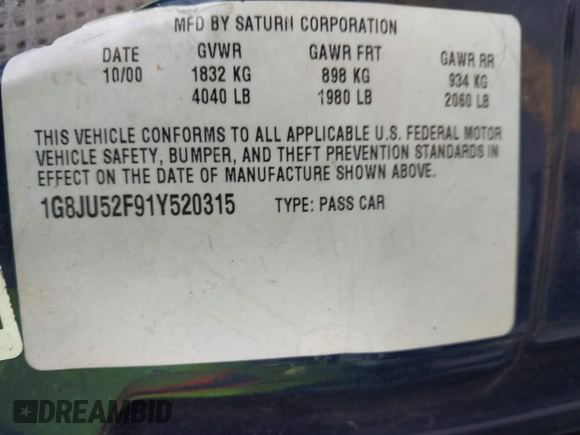 MFD BY SATURN CORPORATION
DATE GVWR GAWR FRT GAWR RR
10/00 1832 KG 898 KG 934 KG
4040 LB 1980 LB 2060 LB
THIS VEHICLE CONFORMS TO ALL APPLICABLE U.S. FEDERAL MOTOR
VEHICLE SAFETY, BUMPER, AND THEFT PREVENTION STANDARDS IN
EFFECT ON THE DATE OF MANUFACTURE SHOWN ABOVE.
1G8JU52F91Y520315 TYPE: PASS CAR
DREAMBID